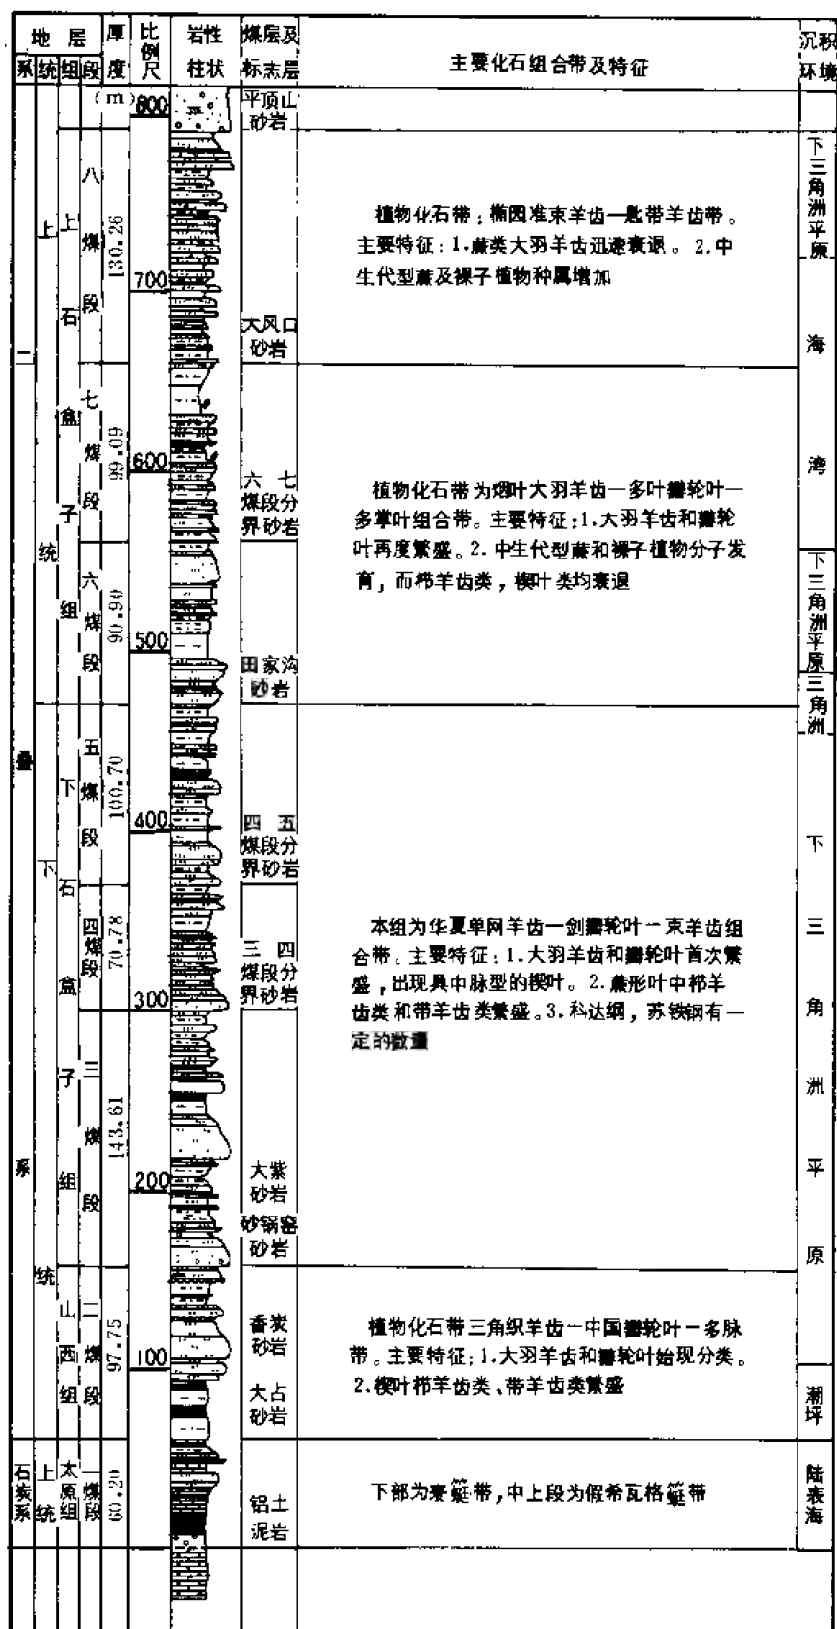 地层
厚度
比例尺
岩性柱状
煤层及标志层
主要化石组合带及特征
沉积环境
系 统 组 段
(m)
800
平顶山
砂岩
二叠系
上统
上石盒子组
八煤段
130.26
700
大风口
砂岩
植物化石带：椭园准束羊齿—匙带羊齿带。
主要特征：1.蕨类大羽羊齿迅速衰退。2.中
生代型蕨及裸子植物种属增加
下三角洲平原
海湾
七煤段
99.09
600
六七
煤段分
界砂岩
植物化石带为烟叶大羽羊齿—多叶瓣轮叶—
多掌叶组合带。主要特征：1.大羽羊齿和瓣轮
叶再度繁盛。2.中生代型蕨和裸子植物分子发
育，而栉羊齿类，楔叶类均衰退
六煤段
90.90
500
田家沟
砂岩
下三角洲平原
三角洲
下统
下石盒子组
五煤段
100.70
400
四五
煤段分
界砂岩
四煤段
70.78
三四
煤段分
界砂岩
300
本组为华夏单网羊齿—剑瓣轮叶—束羊齿组
合带。主要特征：1.大羽羊齿和瓣轮叶首次繁
盛，出现具中脉型的楔叶。2.蕨形叶中栉羊
齿类和带羊齿类繁盛。3.科达纲，苏铁纲有一
定的数量
下三角洲平原
三煤段
143.61
200
大紫
砂岩
砂锅窑
砂岩
山西组
二煤段
97.75
100
香炭
砂岩
大占
砂岩
植物化石带三角织羊齿—中国瓣轮叶—多脉
带。主要特征：1.大羽羊齿和瓣轮叶始现分类。
2.楔叶栉羊齿类、带羊齿类繁盛
潮坪
石炭系
上统
太原组
一煤段
60.20
铝土
泥岩
下部为麦䗴带,中上段为假希瓦格䗴带
陆表海